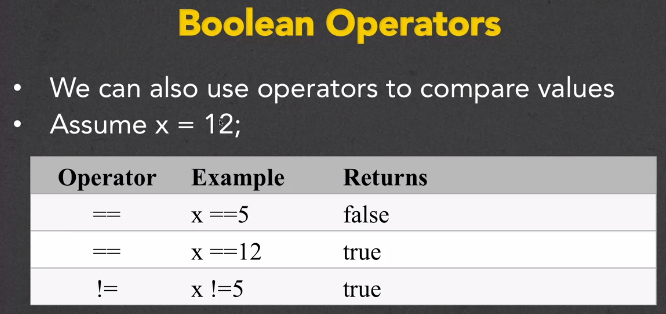 Boolean Operators
• We can also use operators to compare values
• Assume x = 12;
Operator Example Returns
== x ==5 false
== x ==12 true
!= x !=5 true